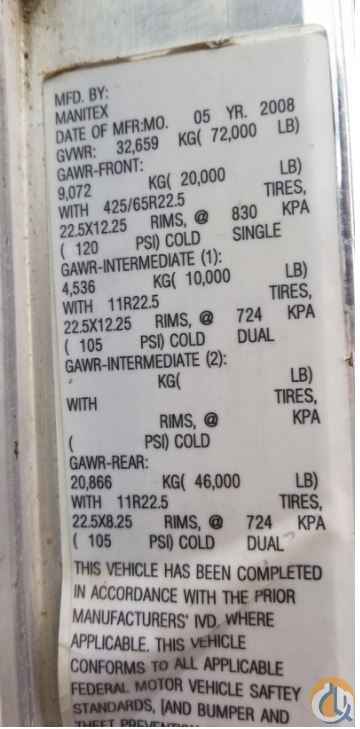 MFD. BY:
MANITEX
DATE OF MFR:MO. 05 YR. 2008
GVWR: 32,659 KG( 72,000 LB)
GAWR-FRONT:
9,072 KG( 20,000 LB)
WITH 425/65R22.5 TIRES,
22.5X12.25 RIMS, @ 830 KPA
( 120 PSI) COLD SINGLE
GAWR-INTERMEDIATE (1):
4,536 KG( 10,000 LB)
WITH 11R22.5 TIRES,
22.5X12.25 RIMS, @ 724 KPA
( 105 PSI) COLD DUAL
GAWR-INTERMEDIATE (2):
KG( LB)
WITH TIRES,
RIMS, @ KPA
( PSI) COLD
GAWR-REAR:
20,866 KG( 46,000 LB)
WITH 11R22.5 TIRES,
22.5X8.25 RIMS, @ 724 KPA
( 105 PSI) COLD DUAL
THIS VEHICLE HAS BEEN COMPLETED
IN ACCORDANCE WITH THE PRIOR
MANUFACTURERS' IVD. WHERE
APPLICABLE. THIS VEHICLE
CONFORMS TO ALL APPLICABLE
FEDERAL MOTOR VEHICLE SAFTEY
STANDARDS, [AND BUMPER AND
THEFT